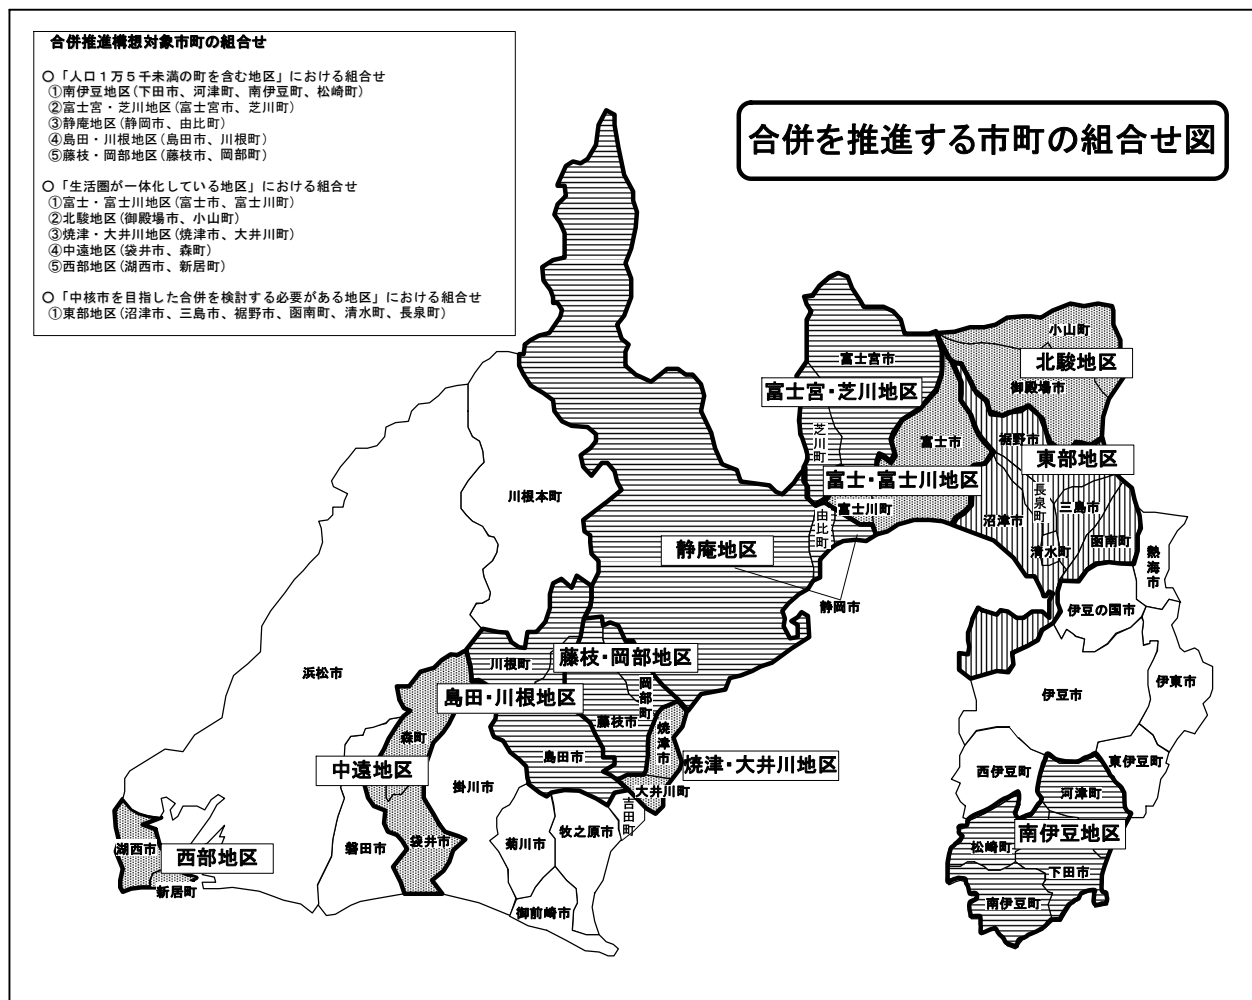 合併推進構想対象市町の組合せ
○「人口1万5千未満の町を含む地区」における組合せ
①南伊豆地区(下田市、河津町、南伊豆町、松崎町)
②富士宮・芝川地区(富士宮市、芝川町)
③静庵地区(静岡市、由比町)
④島田・川根地区(島田市、川根町)
⑤藤枝・岡部地区(藤枝市、岡部町)
○「生活圏が一体化している地区」における組合せ
①富士・富士川地区(富士市、富士川町)
②北駿地区(御殿場市、小山町)
③焼津・大井川地区(焼津市、大井川町)
④中遠地区(袋井市、森町)
⑤西部地区(湖西市、新居町)
○「中核市を目指した合併を検討する必要がある地区」における組合せ
①東部地区(沼津市、三島市、裾野市、函南町、清水町、長泉町)
合併を推進する市町の組合せ図
小山町
北駿地区
御殿場市
富士宮市
富士宮・芝川地区
芝川町
富士市
裾野市
東部地区
富士・富士川地区
富士川町
長泉町
三島市
沼津市
函南町
清水町
由比町
川根本町
静庵地区
静岡市
熱海市
伊豆の国市
伊豆市
伊東市
浜松市
川根町
藤枝・岡部地区
岡部町
島田・川根地区
藤枝市
焼津市
森町
中遠地区
島田市
焼津・大井川地区
大井川町
掛川市
吉田町
牧之原市
菊川市
磐田市
袋井市
御前崎市
湖西市
西部地区
新居町
西伊豆町
東伊豆町
河津町
南伊豆地区
松崎町
下田市
南伊豆町